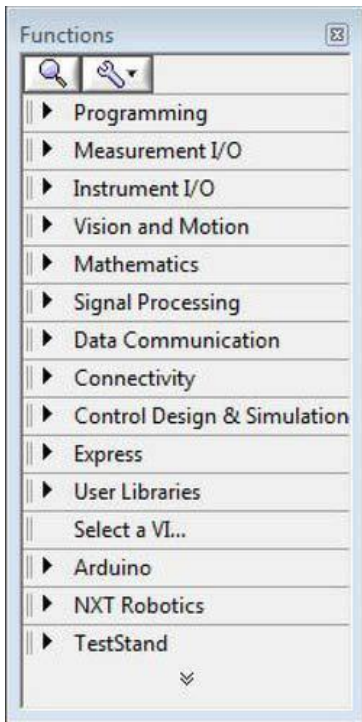 Functions
Programming
Measurement I/O
Instrument I/O
Vision and Motion
Mathematics
Signal Processing
Data Communication
Connectivity
Control Design & Simulation
Express
User Libraries
Select a VI...
Arduino
NXT Robotics
TestStand